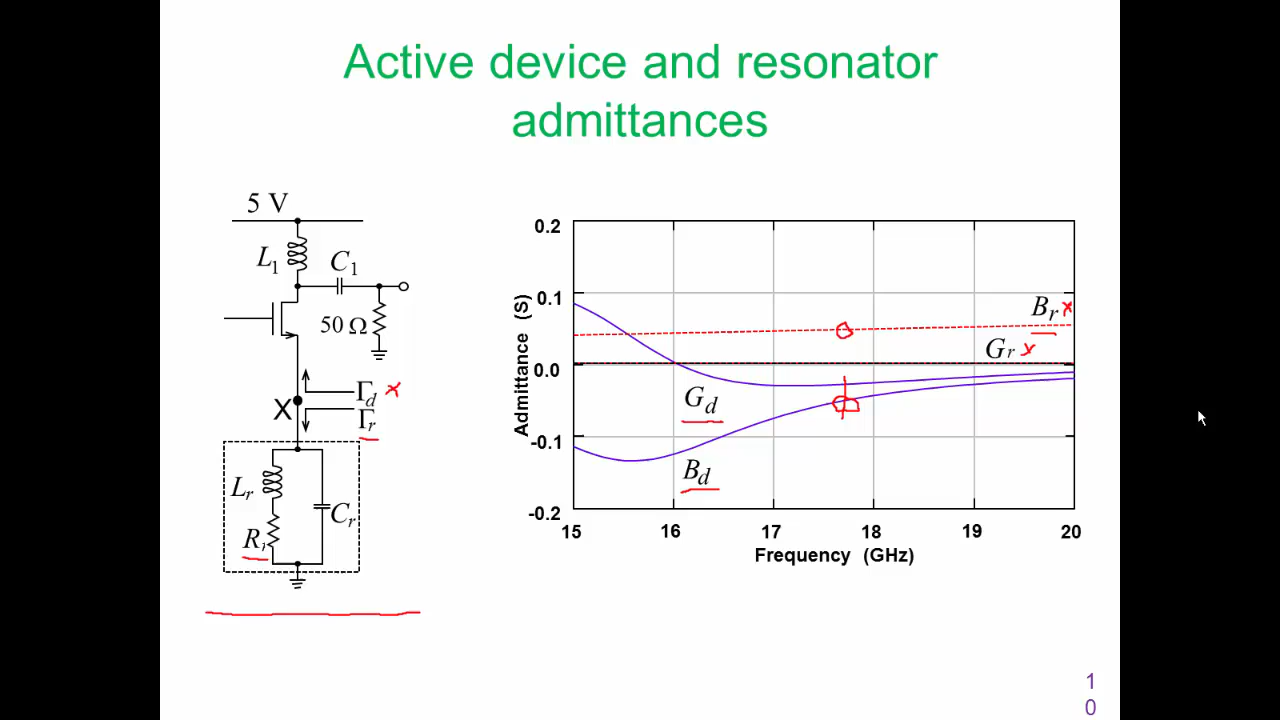 Active device and resonator
admittances
5 V
L1
C1
50 Ω
X
Γd x
Γr
Lr
Rr
Cr
Admittance (S)
0.2
0.1
0.0
-0.1
-0.2
Br x
Gr x
Gd
Bd
15 16 17 18 19 20
Frequency (GHz)
1
0